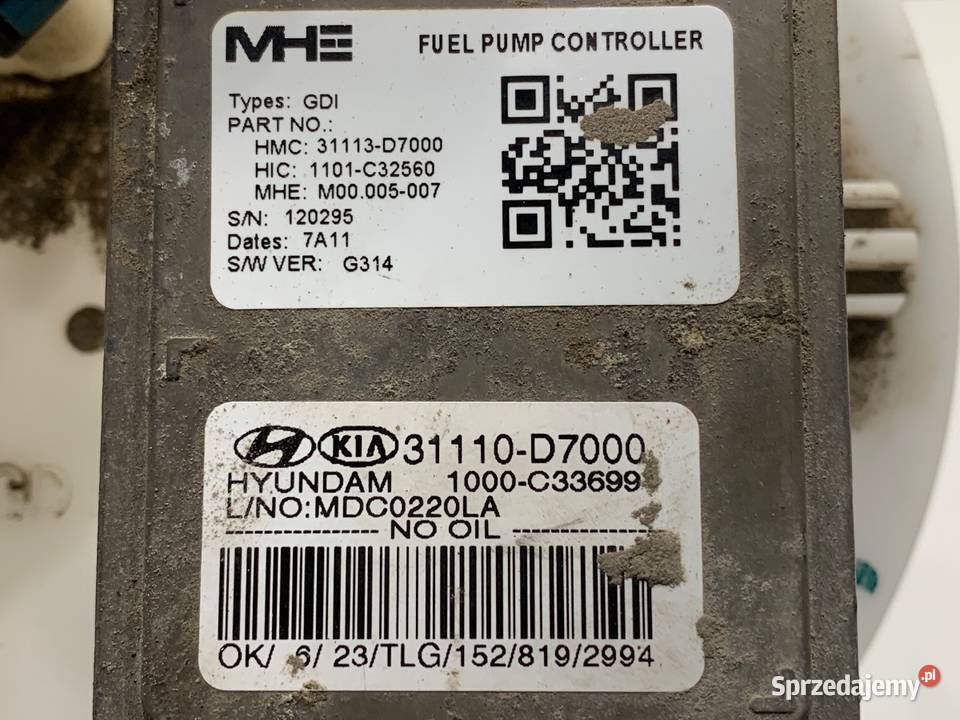 MHE FUEL PUMP CONTROLLER
Types: GDI
PART NO.:
HMC: 31113-D7000
HIC: 1101-C32560
MHE: M00.005-007
S/N: 120295
Dates: 7A11
S/W VER: G314
KIA 31110-D7000
HYUNDAM 1000-C33699
L/NO:MDC0220LA
NO OIL
OK/ 6/ 23/TLG/152/819/2994
Sprzedajemy.pl